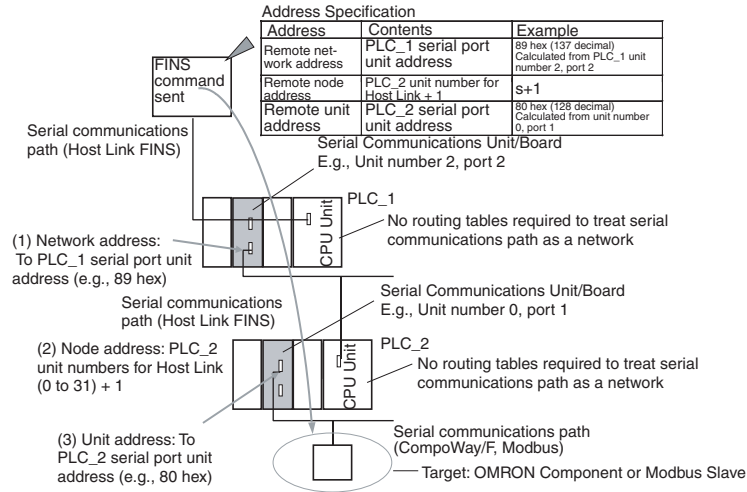 Address Specification
Address Contents Example
Remote net-
work address
PLC_1 serial port
unit address
89 hex (137 decimal)
Calculated from PLC_1 unit
number 2, port 2
Remote node
address
PLC_2 unit number for
Host Link + 1
s+1
Remote unit
address
PLC_2 serial port
unit address
80 hex (128 decimal)
Calculated from unit number
0, port 1
FINS
command
sent
Serial communications
path (Host Link FINS)
Serial Communications Unit/Board
E.g., Unit number 2, port 2
PLC_1
CPU Unit
No routing tables required to treat serial
communications path as a network
(1) Network address:
To PLC_1 serial port unit
address (e.g., 89 hex)
Serial communications
path (Host Link FINS)
Serial Communications Unit/Board
E.g., Unit number 0, port 1
(2) Node address: PLC_2
unit numbers for Host Link
(0 to 31) + 1
PLC_2
CPU Unit
No routing tables required to treat serial
communications path as a network
(3) Unit address: To
PLC_2 serial port unit
address (e.g., 80 hex)
Serial communications path
(CompoWay/F, Modbus)
Target: OMRON Component or Modbus Slave